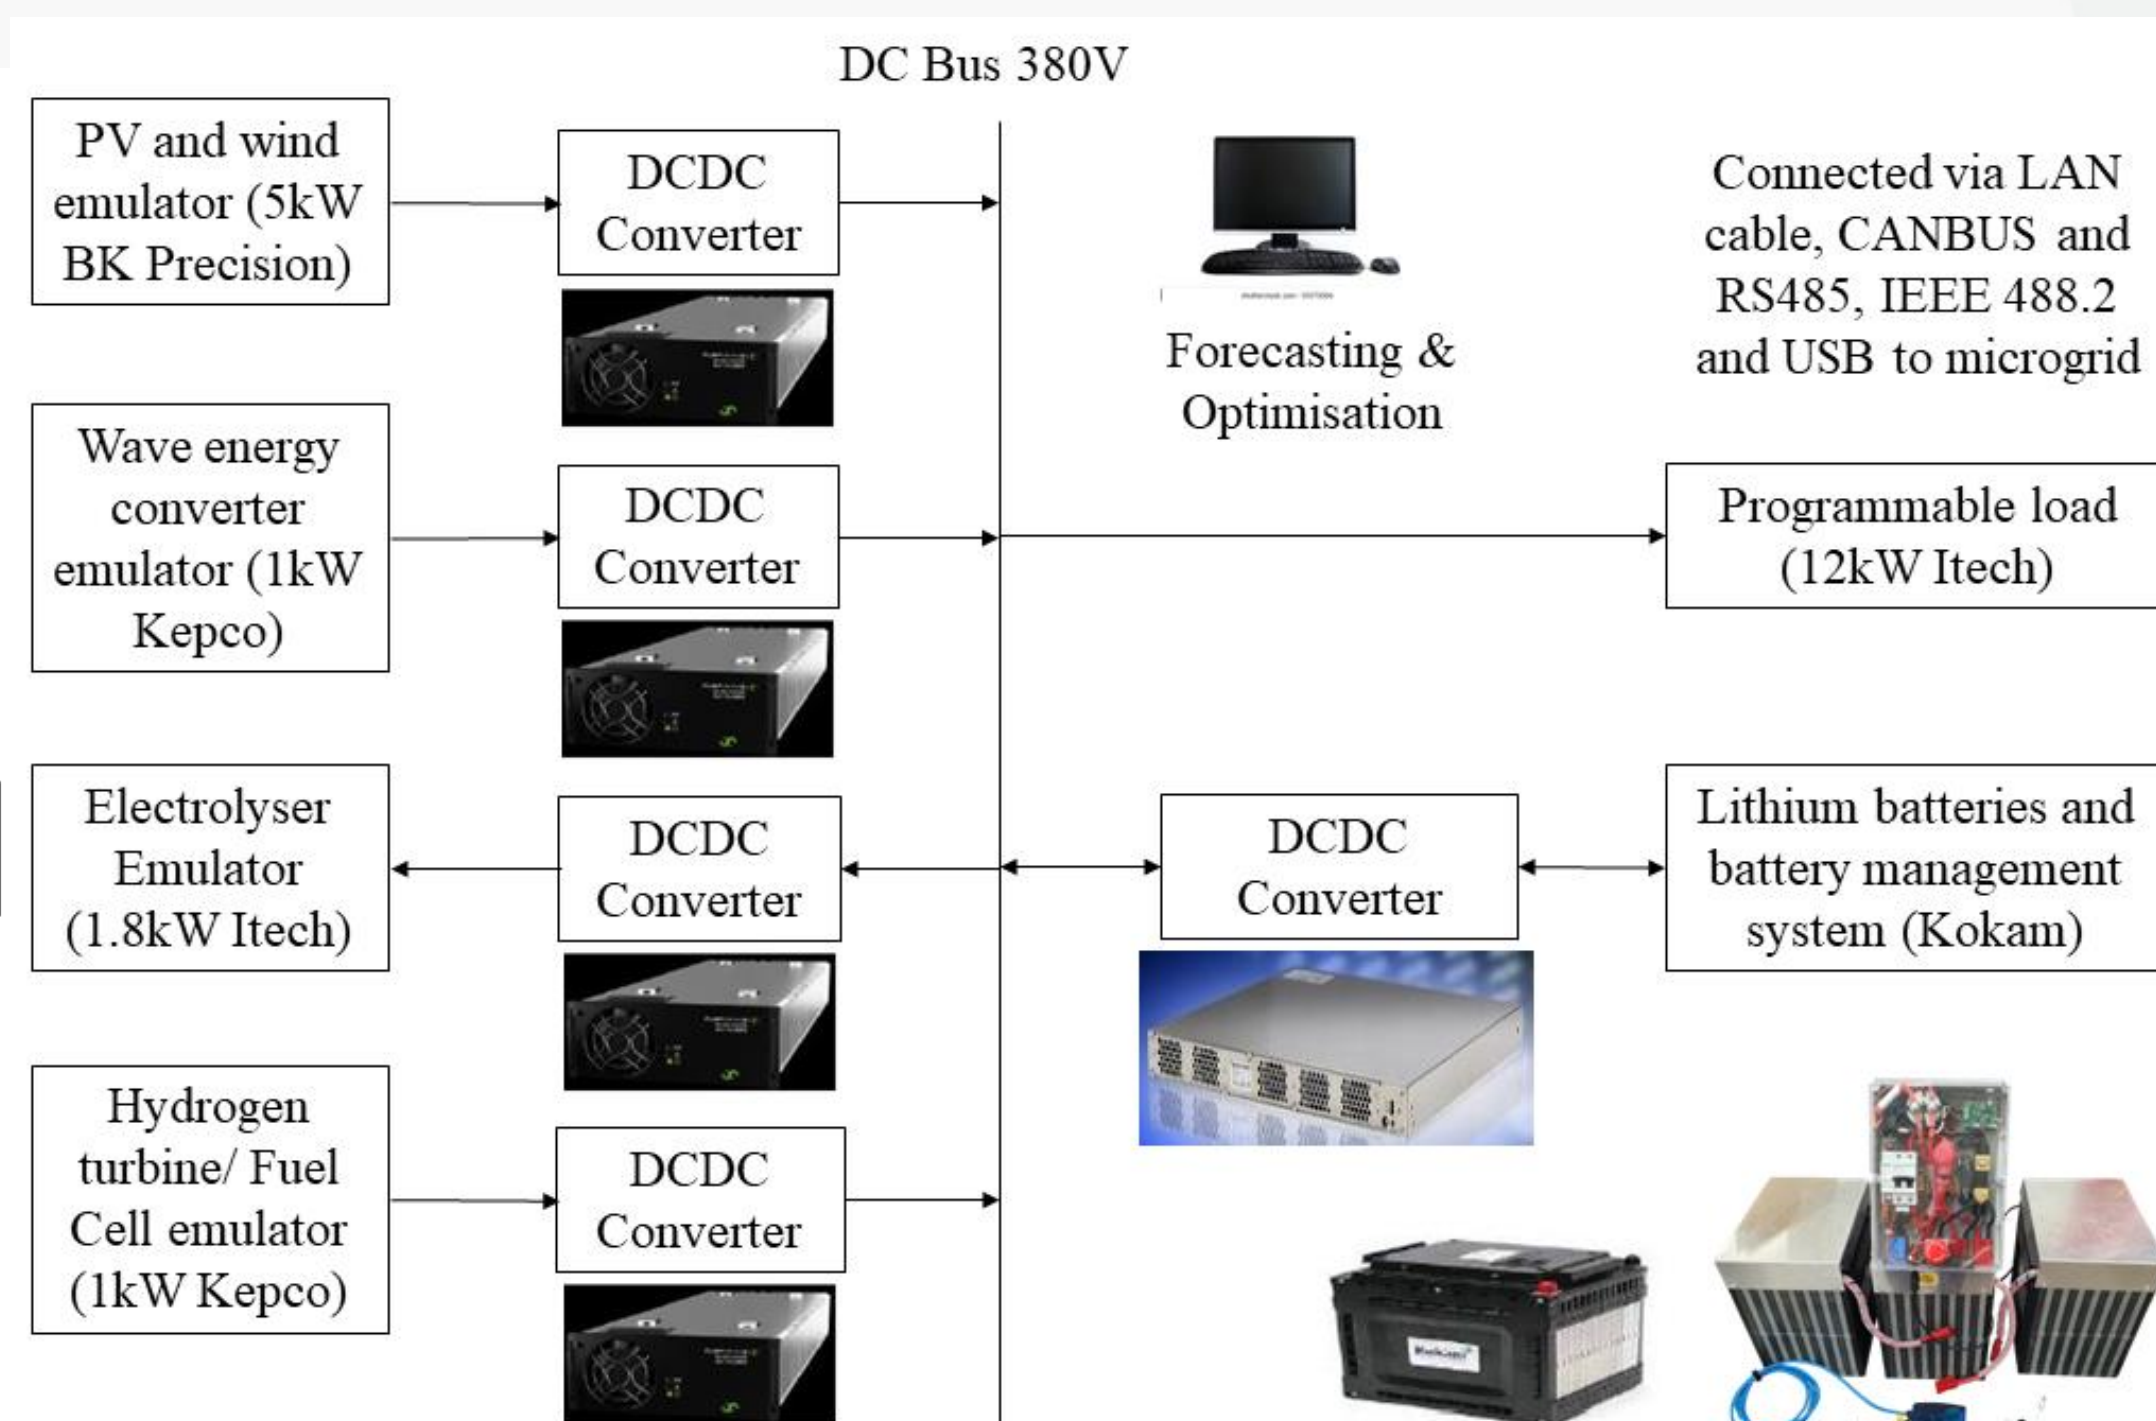 DC Bus 380V
PV and wind
emulator (5kW
BK Precision)
DCDC
Converter
Wave energy
converter
emulator (1kW
Kepco)
DCDC
Converter
Electrolyser
Emulator
(1.8kW Itech)
DCDC
Converter
Hydrogen
turbine/ Fuel
Cell emulator
(1kW Kepco)
DCDC
Converter
Forecasting &
Optimisation
Connected via LAN
cable, CANBUS and
RS485, IEEE 488.2
and USB to microgrid
Programmable load
(12kW Itech)
DCDC
Converter
Lithium batteries and
battery management
system (Kokam)